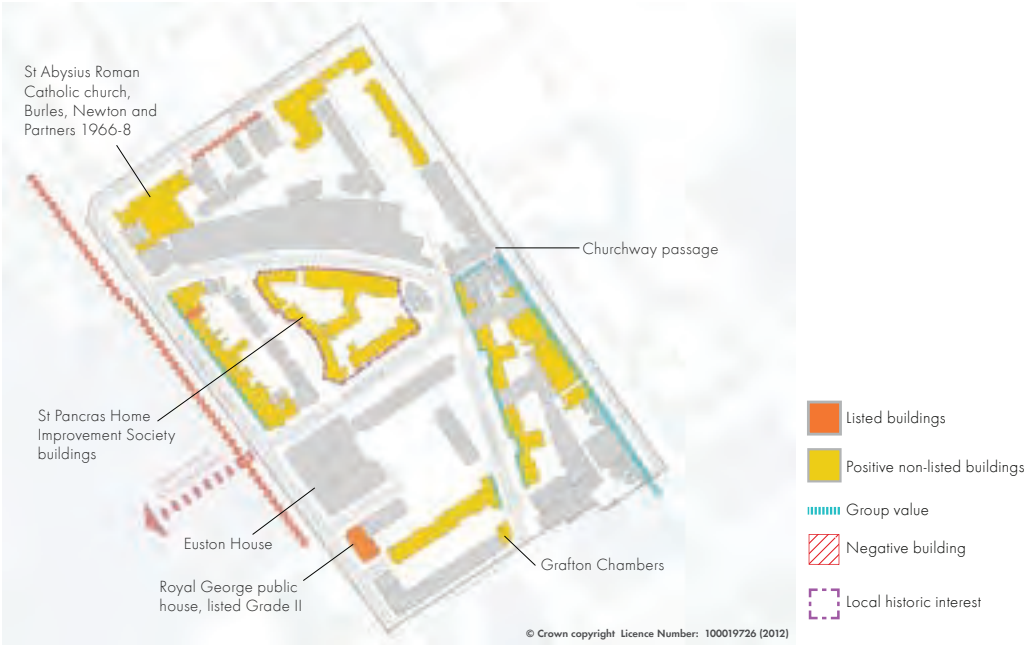 St Abysius Roman
Catholic church,
Burles, Newton and
Partners 1966-8
Churchway passage
St Pancras Home
Improvement Society
buildings
Euston House
Royal George public
house, listed Grade II
Grafton Chambers
Listed buildings
Positive non-listed buildings
Group value
Negative building
Local historic interest
© Crown copyright Licence Number: 100019726 (2012)